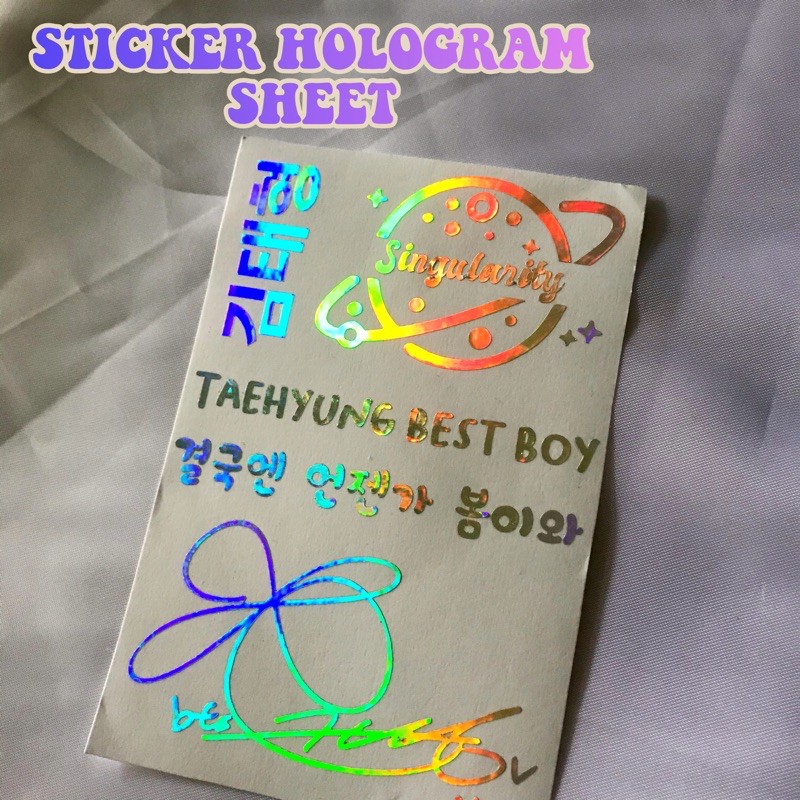 STICKER HOLOGRAM
SHEET
김태형
Singularity
TAEHYUNG BEST BOY
결국엔 언젠가 봄이와
bts
V